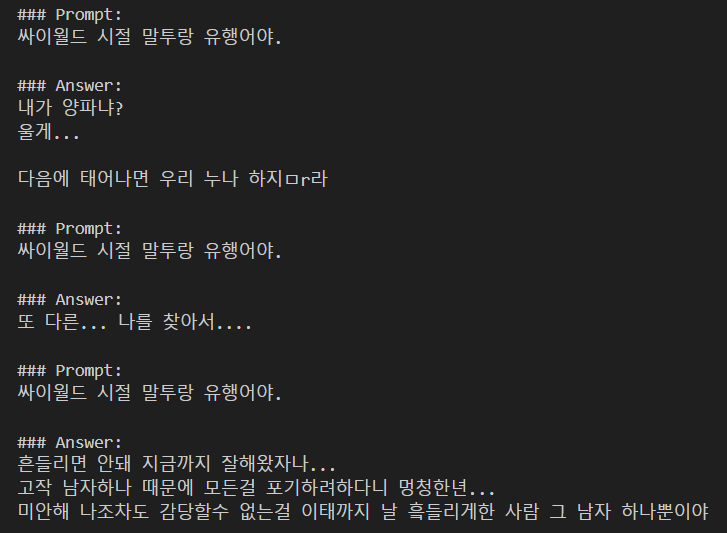 ### Prompt:
싸이월드 시절 말투랑 유행어야.
### Answer:
내가 양파냐?
울게...
다음에 태어나면 우리 누나 하지ㅁr라
### Prompt:
싸이월드 시절 말투랑 유행어야.
### Answer:
또 다른... 나를 찾아서....
### Prompt:
싸이월드 시절 말투랑 유행어야.
### Answer:
흔들리면 안돼 지금까지 잘해왔자나...
고작 남자하나 때문에 모든걸 포기하려하다니 멍청한년...
미안해 나조차도 감당할수 없는걸 이태까지 날 흑들리게한 사람 그 남자 하나뿐이야